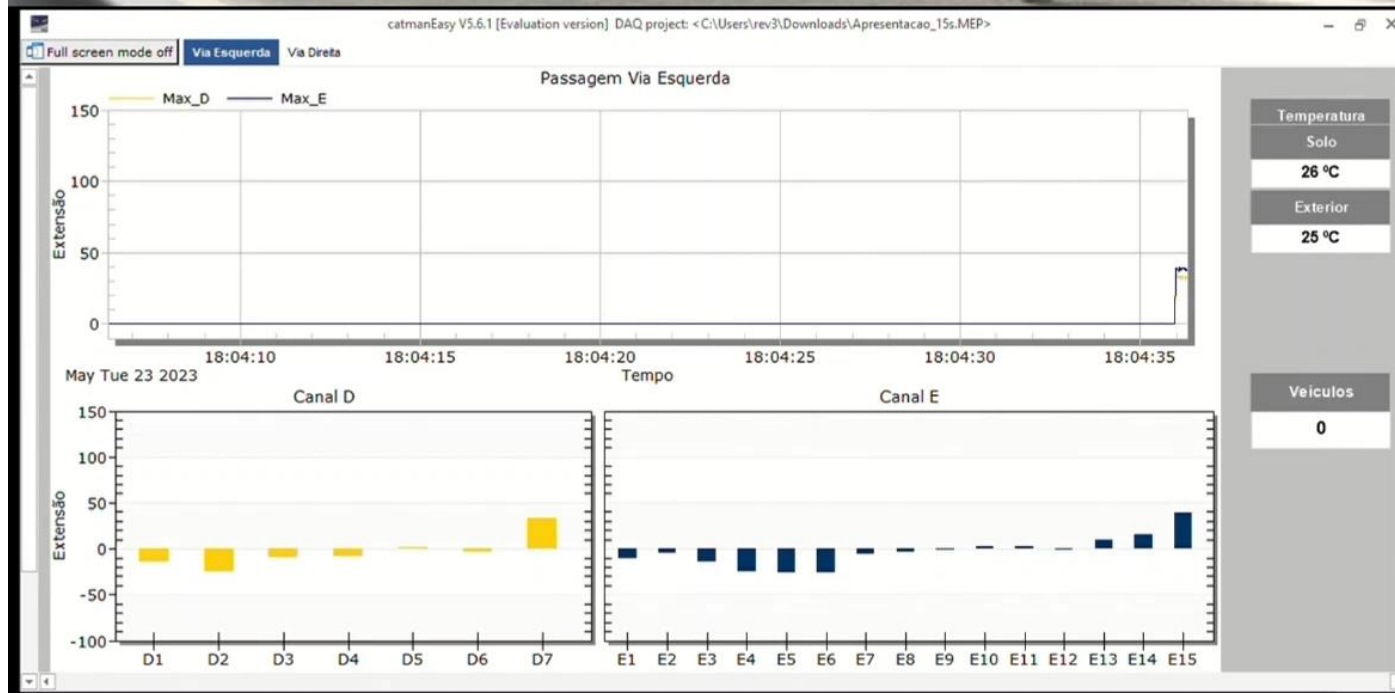 catmanEasy V5.6.1 [Evaluation version] DAQ project: <C:\Users\rev3\Downloads\Apresentacao_15s.MEP>
Full screen mode off Via Esquerda Via Direita
Passagem Via Esquerda
Max_D Max_E
150
100
50
0
Extensão
18:04:10 18:04:15 18:04:20 18:04:25 18:04:30 18:04:35
May Tue 23 2023
Tempo
Canal D
150
100
50
0
-50
-100
Extensão
D1 D2 D3 D4 D5 D6 D7
Canal E
E1 E2 E3 E4 E5 E6 E7 E8 E9 E10 E11 E12 E13 E14 E15
Temperatura
Solo
26 ºC
Exterior
25 ºC
Veiculos
0